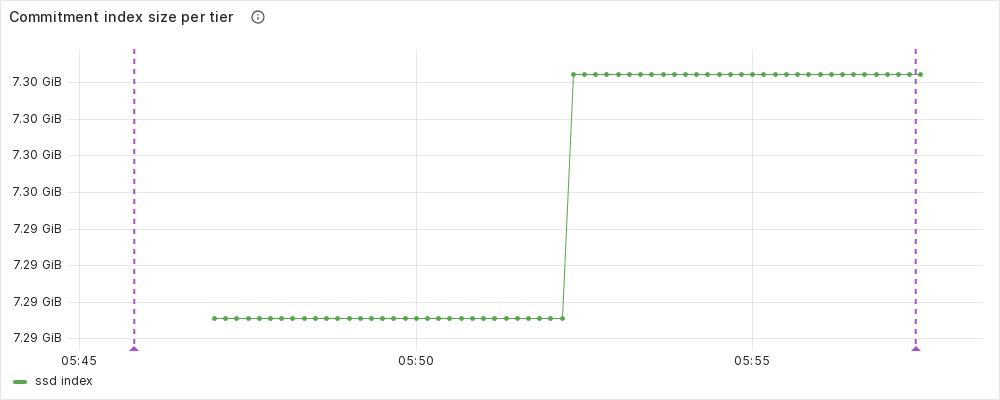 Commitment index size per tier
7.30 GiB
7.30 GiB
7.30 GiB
7.30 GiB
7.29 GiB
7.29 GiB
7.29 GiB
7.29 GiB
05:45
05:50
05:55
ssd index